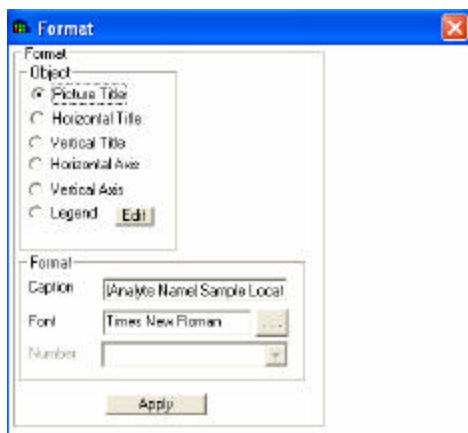 Format
Format
Object
Picture Title
Horizontal Title
Vertical Title
Horizontal Axis
Vertical Axis
Legend Edit
Format
Caption |Analyte Name| Sample Locat
Font Times New Roman ...
Number
Apply